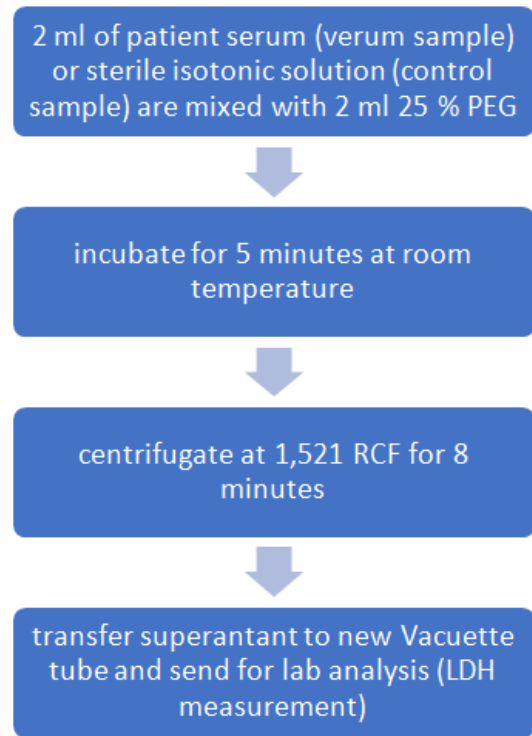 2 ml of patient serum (verum sample)
or sterile isotonic solution (control
sample) are mixed with 2 ml 25 % PEG
incubate for 5 minutes at room
temperature
centrifugate at 1,521 RCF for 8
minutes
transfer superantant to new Vacuette
tube and send for lab analysis (LDH
measurement)